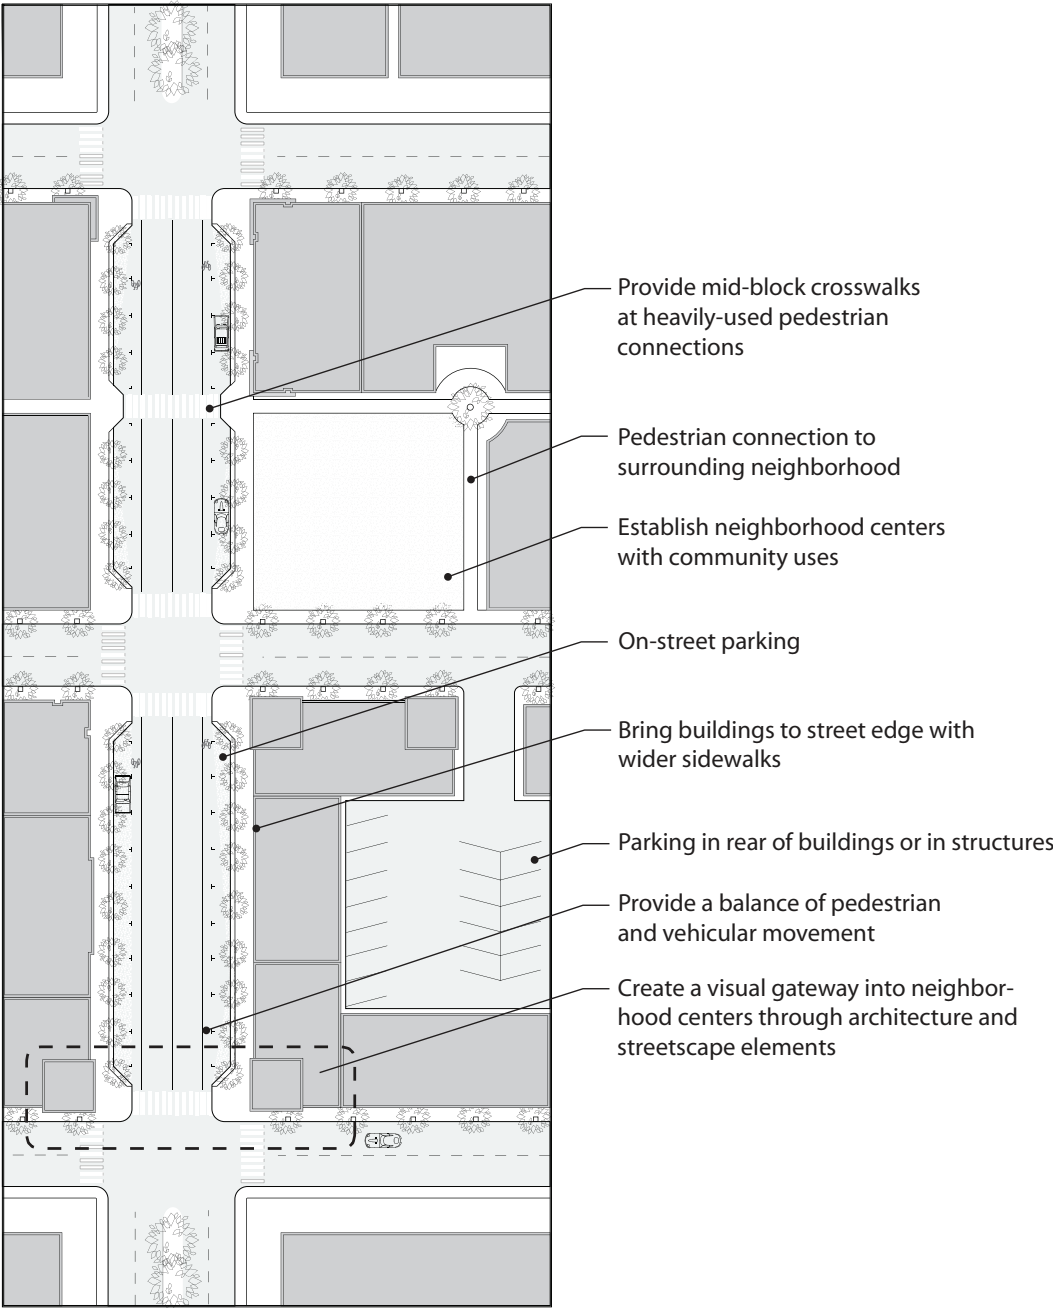 Provide mid-block crosswalks
at heavily-used pedestrian
connections
Pedestrian connection to
surrounding neighborhood
Establish neighborhood centers
with community uses
On-street parking
Bring buildings to street edge with
wider sidewalks
Parking in rear of buildings or in structures
Provide a balance of pedestrian
and vehicular movement
Create a visual gateway into neighbor-
hood centers through architecture and
streetscape elements